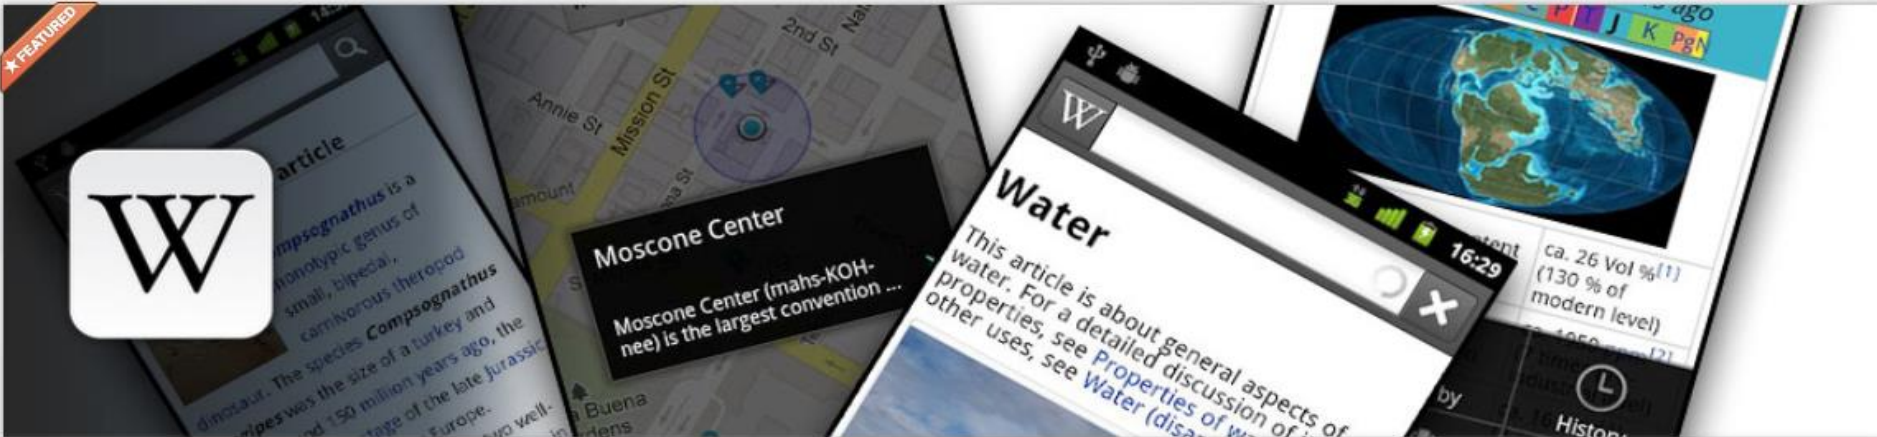 ★ FEATURED
W
article
Compsognathus is a
monotypic genus of
small, bipedal,
carnivorous theropod
dinosaur. The species Compsognathus
was the size of a turkey and
150 million years ago, the
of the late Jurassic
Europe.
two well-
2nd St
Annie St
Mission St
Moscone Center
Moscone Center (mahs-KOH-
nee) is the largest convention ...
Buena
W
16:29
Water
This article is about general aspects of
water. For a detailed discussion of
properties, see Properties of
other uses, see Water
ago
P T J K Pg N
ca. 26 Vol %[1]
(130 % of
modern level)
by
History